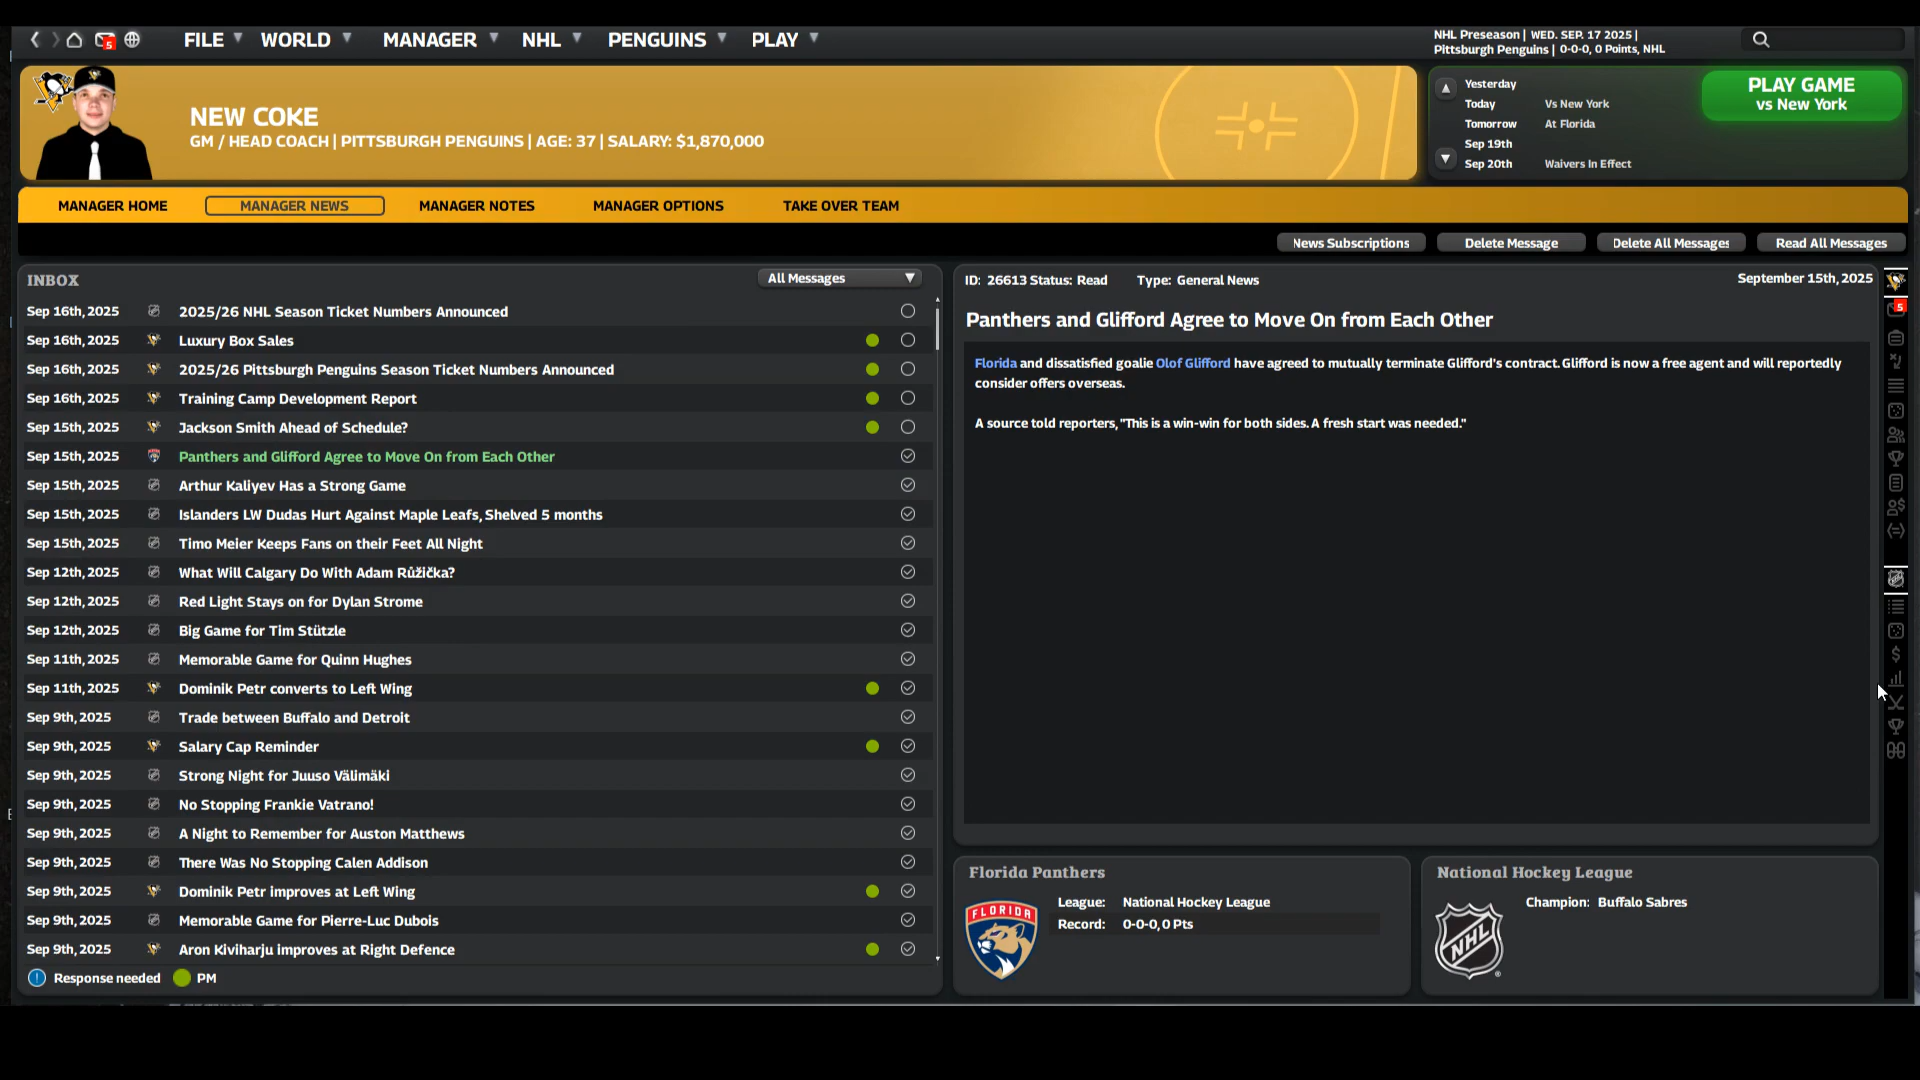 5
FILE WORLD MANAGER NHL PENGUINS PLAY
NHL Preseason | WED. SEP. 17 2025 |
Pittsburgh Penguins | 0-0-0, 0 Points, NHL
NEW COKE
GM / HEAD COACH | PITTSBURGH PENGUINS | AGE: 37 | SALARY: $1,870,000
Yesterday
Today Vs New York
Tomorrow At Florida
Sep 19th
Sep 20th Waivers In Effect
PLAY GAME
vs New York
MANAGER HOME MANAGER NEWS MANAGER NOTES MANAGER OPTIONS TAKE OVER TEAM
News Subscriptions Delete Message Delete All Messages Read All Messages
INBOX All Messages
Sep 16th, 2025 2025/26 NHL Season Ticket Numbers Announced
Sep 16th, 2025 Luxury Box Sales
Sep 16th, 2025 2025/26 Pittsburgh Penguins Season Ticket Numbers Announced
Sep 16th, 2025 Training Camp Development Report
Sep 15th, 2025 Jackson Smith Ahead of Schedule?
Sep 15th, 2025 Panthers and Glifford Agree to Move On from Each Other
Sep 15th, 2025 Arthur Kaliyev Has a Strong Game
Sep 15th, 2025 Islanders LW Dudas Hurt Against Maple Leafs, Shelved 5 months
Sep 15th, 2025 Timo Meier Keeps Fans on their Feet All Night
Sep 12th, 2025 What Will Calgary Do With Adam Růžička?
Sep 12th, 2025 Red Light Stays on for Dylan Strome
Sep 12th, 2025 Big Game for Tim Stützle
Sep 11th, 2025 Memorable Game for Quinn Hughes
Sep 11th, 2025 Dominik Petr converts to Left Wing
Sep 9th, 2025 Trade between Buffalo and Detroit
Sep 9th, 2025 Salary Cap Reminder
Sep 9th, 2025 Strong Night for Juuso Välimäki
Sep 9th, 2025 No Stopping Frankie Vatrano!
Sep 9th, 2025 A Night to Remember for Auston Matthews
Sep 9th, 2025 There Was No Stopping Calen Addison
Sep 9th, 2025 Dominik Petr improves at Left Wing
Sep 9th, 2025 Memorable Game for Pierre-Luc Dubois
Sep 9th, 2025 Aron Kiviharju improves at Right Defence
Response needed PM
ID: 26613 Status: Read Type: General News September 15th, 2025
Panthers and Glifford Agree to Move On from Each Other
Florida and dissatisfied goalie Olof Glifford have agreed to mutually terminate Glifford's contract. Glifford is now a free agent and will reportedly
consider offers overseas.
A source told reporters, "This is a win-win for both sides. A fresh start was needed."
5
Florida Panthers
League: National Hockey League
Record: 0-0-0, 0 Pts
FLORIDA
National Hockey League
Champion: Buffalo Sabres
NHL